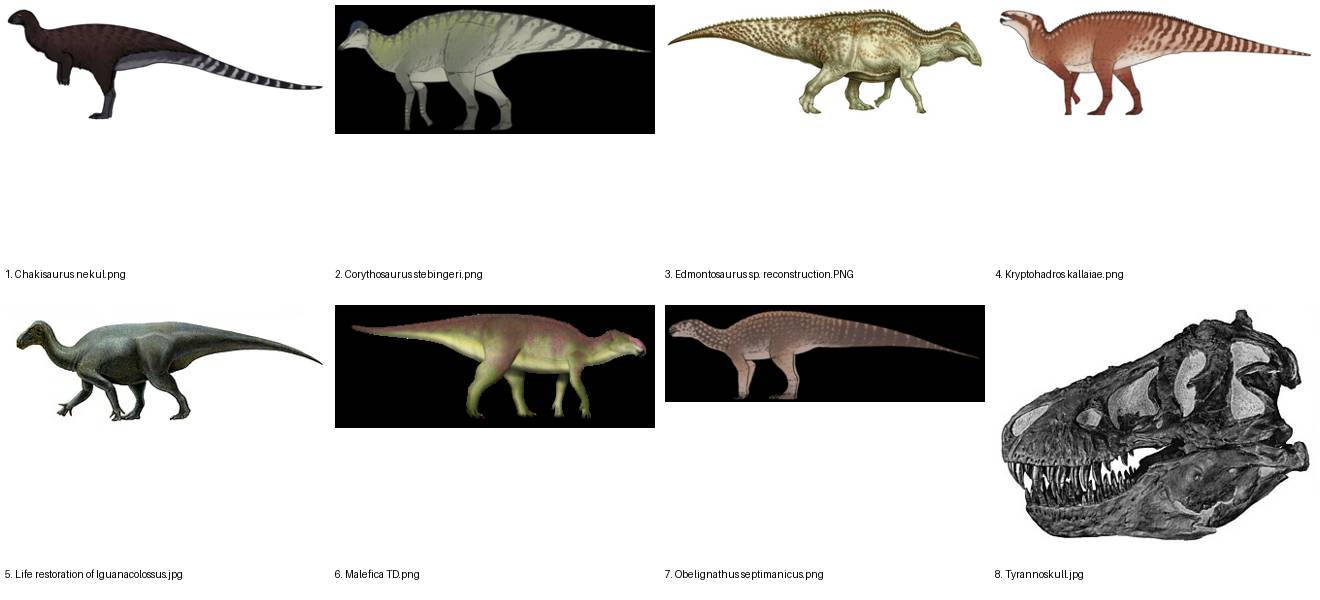 1. Chakisaurus nekul.png
2. Corythosaurus stebingeri.png
3. Edmontosaurus sp. reconstruction.PNG
4. Kryptohadros kallaiae.png
5. Life restoration of Iguanacolossus.jpg
6. Malefica TD.png
7. Obelignathus septimanicus.png
8. Tyrannoskull.jpg